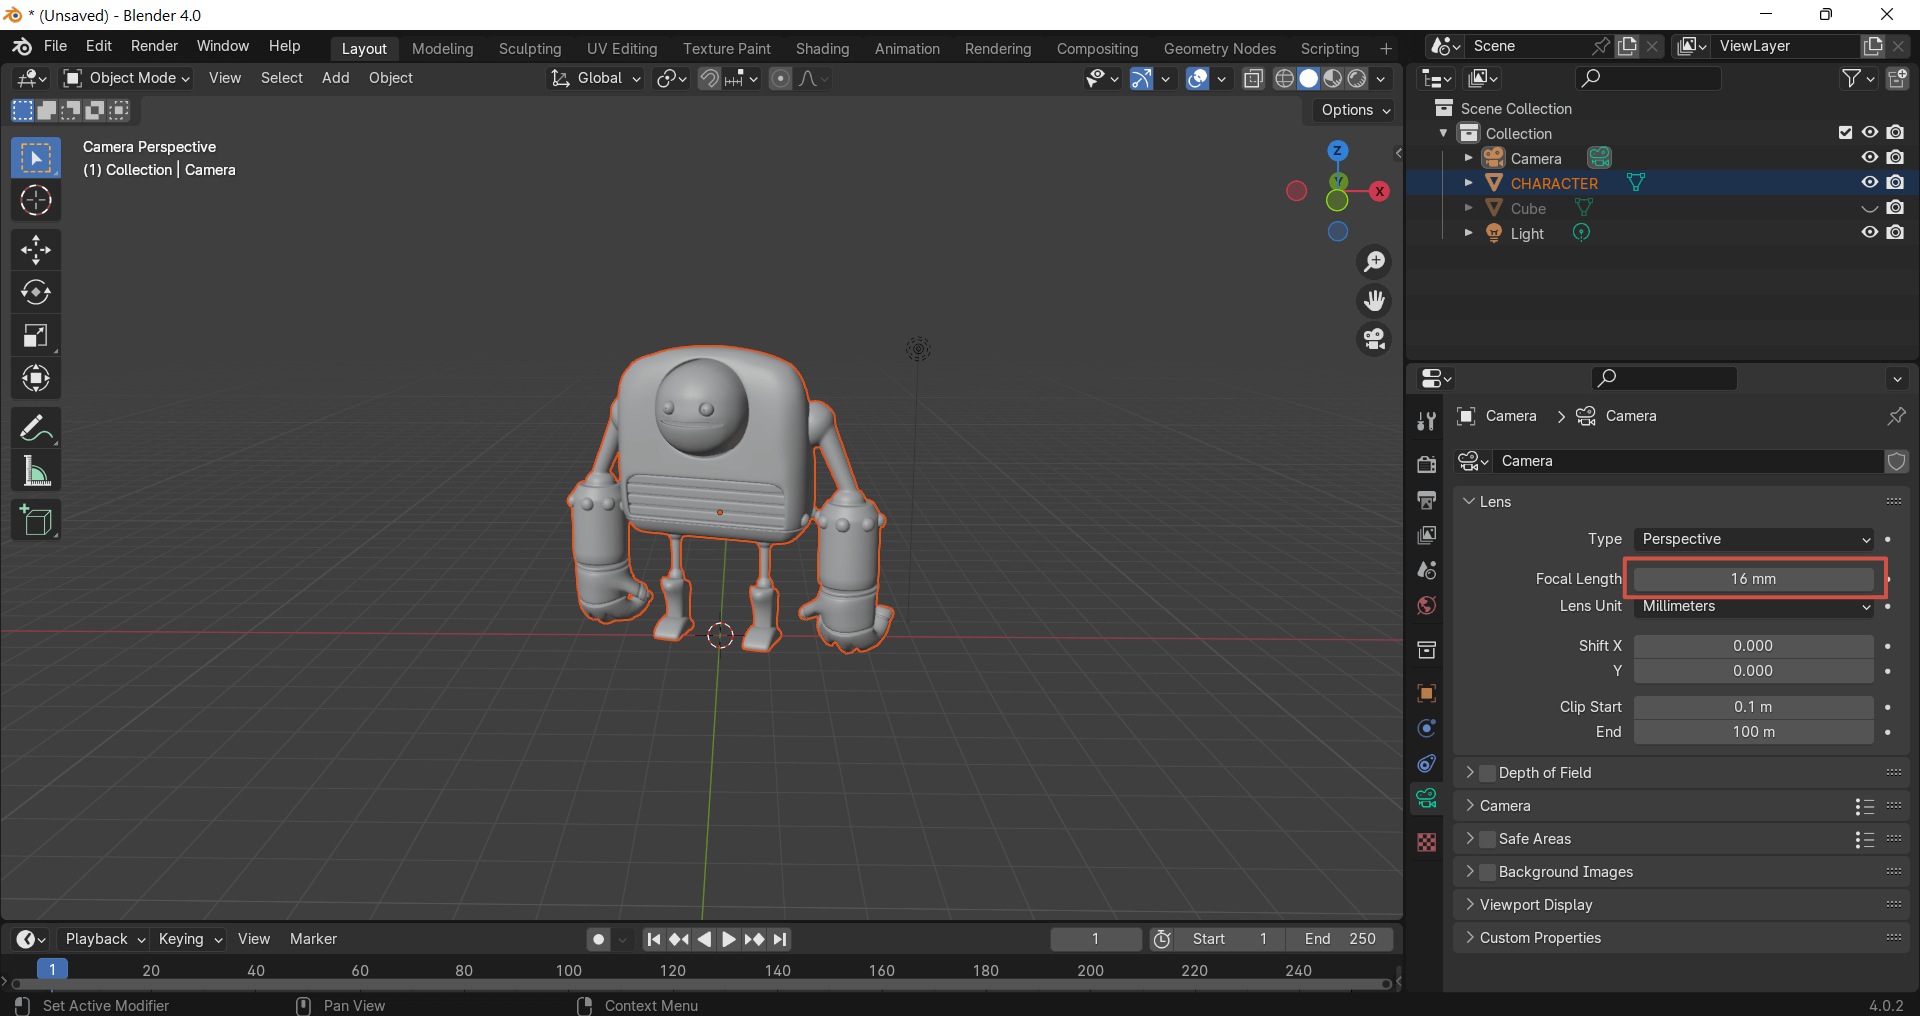 * (Unsaved) - Blender 4.0
File Edit Render Window Help Layout Modeling Sculpting UV Editing Texture Paint Shading Animation Rendering Compositing Geometry Nodes Scripting Scene ViewLayer
Object Mode View Select Add Object Global
Options
Camera Perspective
(1) Collection | Camera
Z
Y
X
Scene Collection
Collection
Camera
CHARACTER
Cube
Light
Camera > Camera
Camera
Lens
Type Perspective
Focal Length 16 mm
Lens Unit Millimeters
Shift X 0.000
Y 0.000
Clip Start 0.1 m
End 100 m
Depth of Field
Camera
Safe Areas
Background Images
Viewport Display
Custom Properties
Playback Keying View Marker 1 Start 1 End 250
1 20 40 60 80 100 120 140 160 180 200 220 240
Set Active Modifier Pan View Context Menu 4.0.2